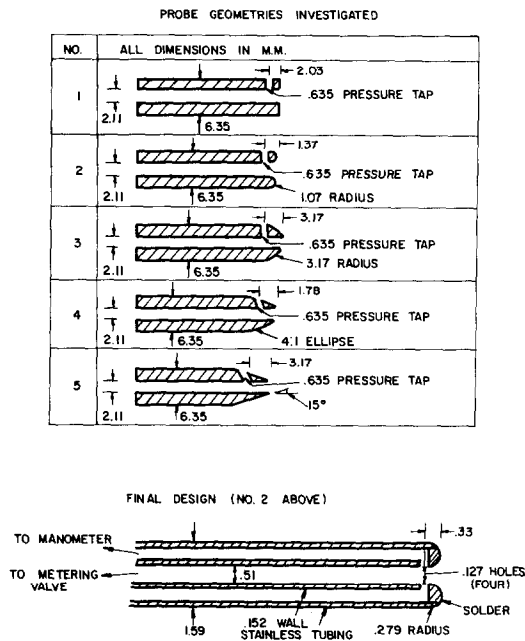 PROBE GEOMETRIES INVESTIGATED
NO. ALL DIMENSIONS IN M.M.
1
2.03
.635 PRESSURE TAP
2.11
6.35
2
1.37
.635 PRESSURE TAP
2.11
6.35
1.07 RADIUS
3
3.17
.635 PRESSURE TAP
2.11
6.35
3.17 RADIUS
4
1.78
.635 PRESSURE TAP
2.11
6.35
4:1 ELLIPSE
5
3.17
.635 PRESSURE TAP
2.11
6.35
15°
FINAL DESIGN (NO. 2 ABOVE)
.33
TO MANOMETER
TO METERING
VALVE
.51
.127 HOLES
(FOUR)
SOLDER
1.59
.152 WALL
STAINLESS TUBING
.279 RADIUS